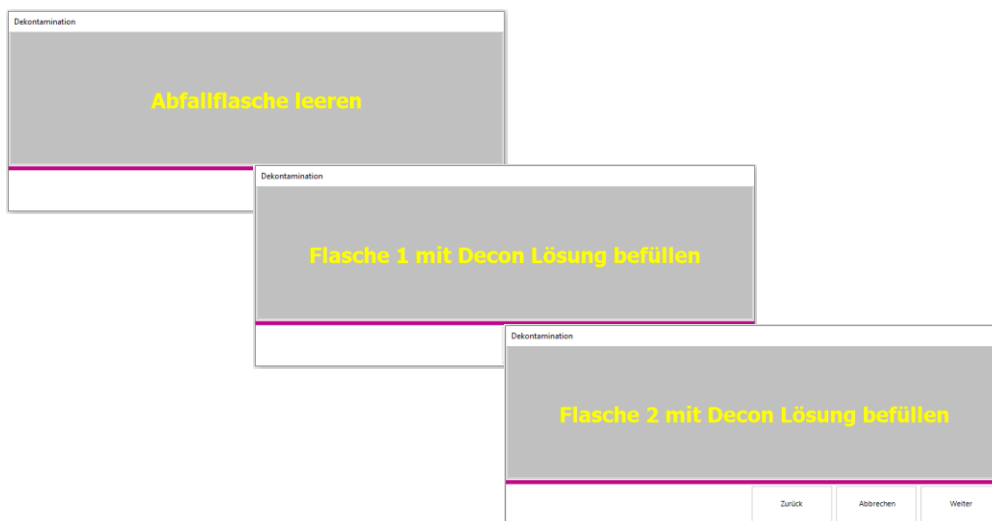 Dekontamination
Abfallflasche leeren
Dekontamination
Flasche 1 mit Decon Lösung befüllen
Dekontamination
Flasche 2 mit Decon Lösung befüllen
Zurück Abbrechen Weiter